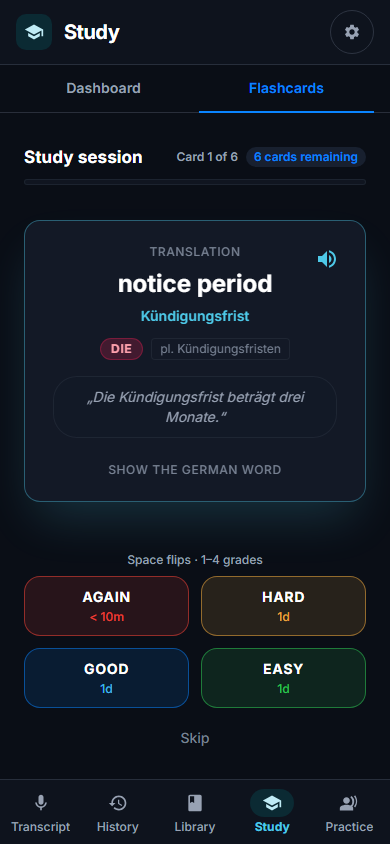 Study
Dashboard
Flashcards
Study session
Card 1 of 6
6 cards remaining
TRANSLATION
notice period
Kündigungsfrist
DIE
pl. Kündigungsfristen
„Die Kündigungsfrist beträgt drei
Monate.“
SHOW THE GERMAN WORD
Space flips · 1–4 grades
AGAIN
< 10m
HARD
1d
GOOD
1d
EASY
1d
Skip
Transcript
History
Library
Study
Practice